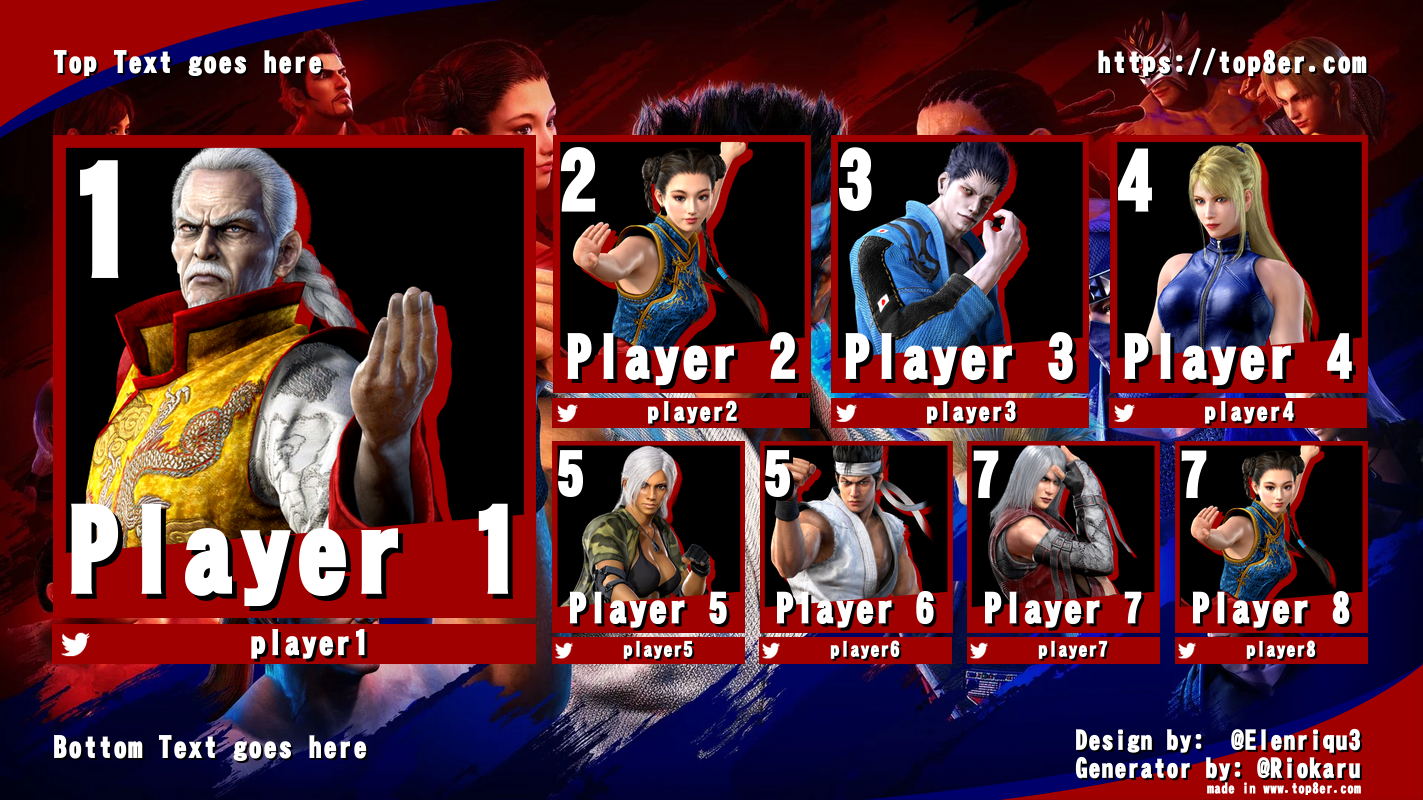 Top Text goes here
https://top8er.com
1
Player 1
player1
2
Player 2
player2
3
Player 3
player3
4
Player 4
player4
5
Player 5
player5
5
Player 6
player6
7
Player 7
player7
7
Player 8
player8
Bottom Text goes here
Design by: @Elenriqu3
Generator by: @Riokaru
made in www.top8er.com